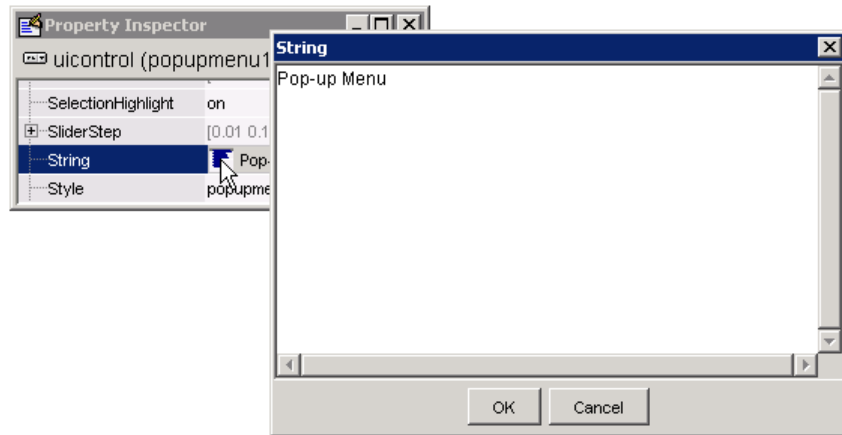 Property Inspector
uicontrol (popupmenu1
SelectionHighlight on
SliderStep [0.01 0.1
String Pop-
Style popupme
String
Pop-up Menu
OK Cancel